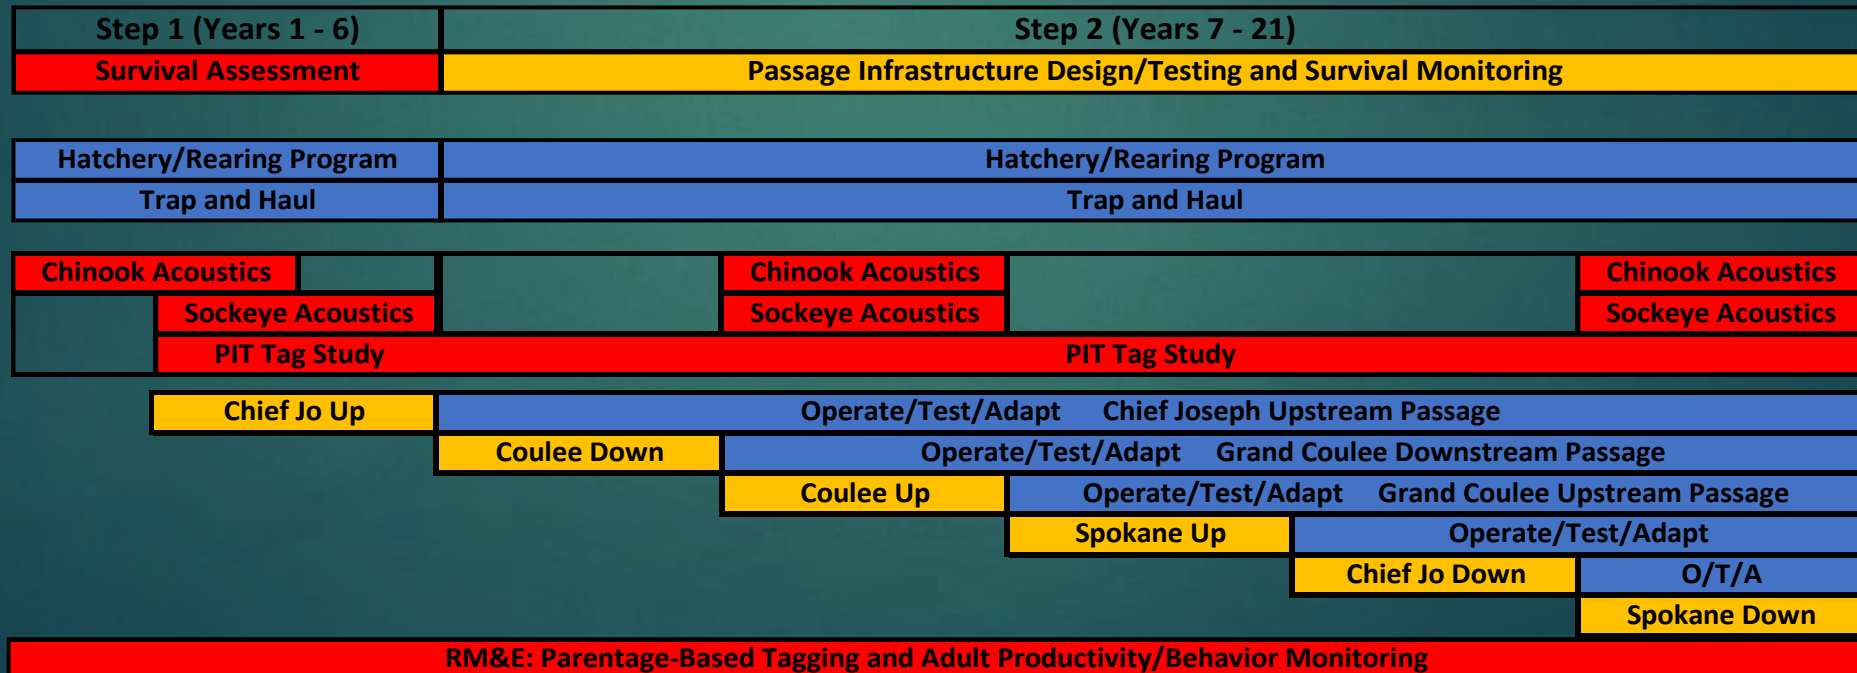 Step 1 (Years 1 - 6) Step 2 (Years 7 - 21)
Survival Assessment Passage Infrastructure Design/Testing and Survival Monitoring
Hatchery/Rearing Program Hatchery/Rearing Program
Trap and Haul Trap and Haul
Chinook Acoustics Chinook Acoustics Chinook Acoustics
Sockeye Acoustics Sockeye Acoustics Sockeye Acoustics
PIT Tag Study PIT Tag Study
Chief Jo Up Operate/Test/Adapt Chief Joseph Upstream Passage
Coulee Down Operate/Test/Adapt Grand Coulee Downstream Passage
Coulee Up Operate/Test/Adapt Grand Coulee Upstream Passage
Spokane Up Operate/Test/Adapt
Chief Jo Down O/T/A
Spokane Down
RM&E: Parentage-Based Tagging and Adult Productivity/Behavior Monitoring